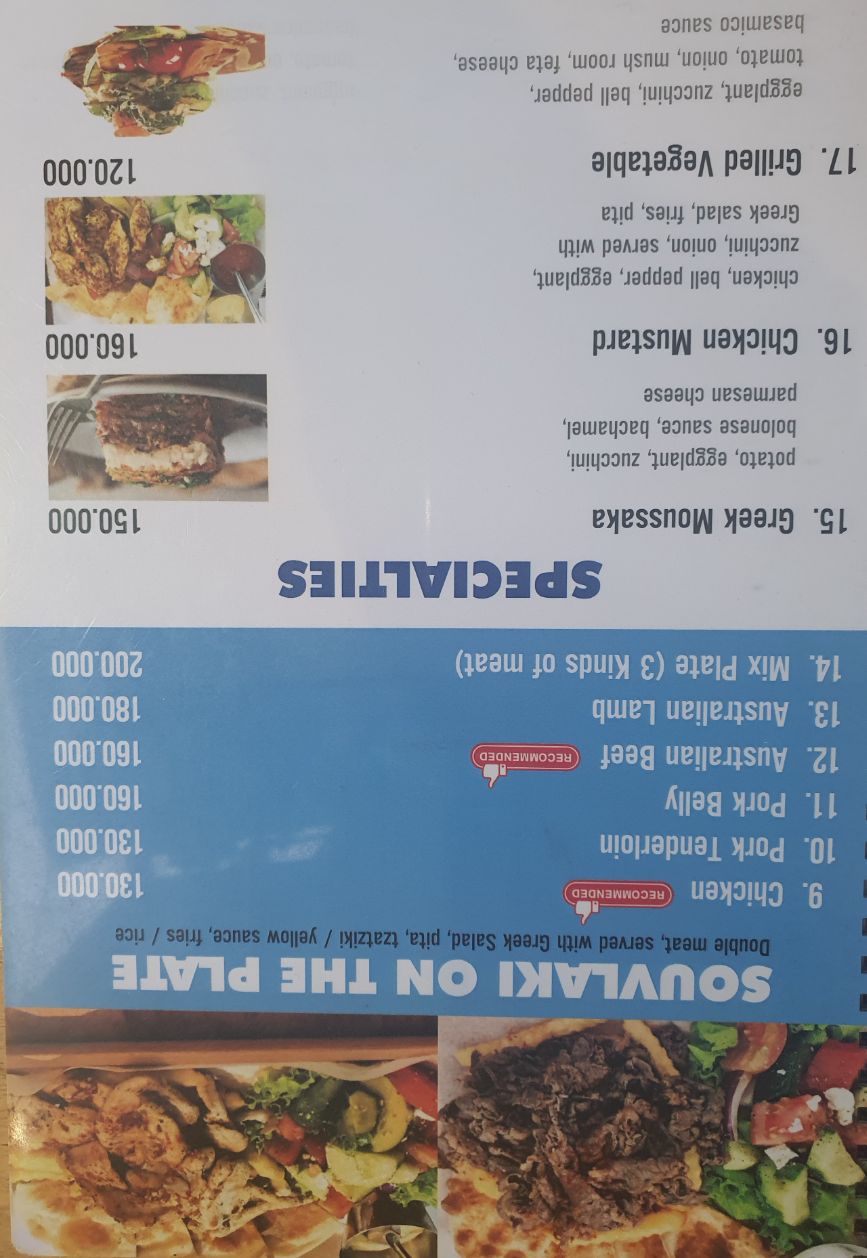 SOUVLAKI ON THE PLATE
Double meat, served with Greek Salad, pita, tzatziki / yellow sauce, fries / rice
9. Chicken RECOMMENDED 130.000
10. Pork Tenderloin 130.000
11. Pork Belly 160.000
12. Australian Beef RECOMMENDED 160.000
13. Australian Lamb 180.000
14. Mix Plate (3 Kinds of meat) 200.000
SPECIALTIES
15. Greek Moussaka 150.000
potato, eggplant, zucchini,
bolonese sauce, bachamel,
parmesan cheese
16. Chicken Mustard 160.000
chicken, bell pepper, eggplant,
zucchini, onion, served with
Greek salad, fries, pita
17. Grilled Vegetable 120.000
eggplant, zucchini, bell pepper,
tomato, onion, mush room, feta cheese,
basamico sauce